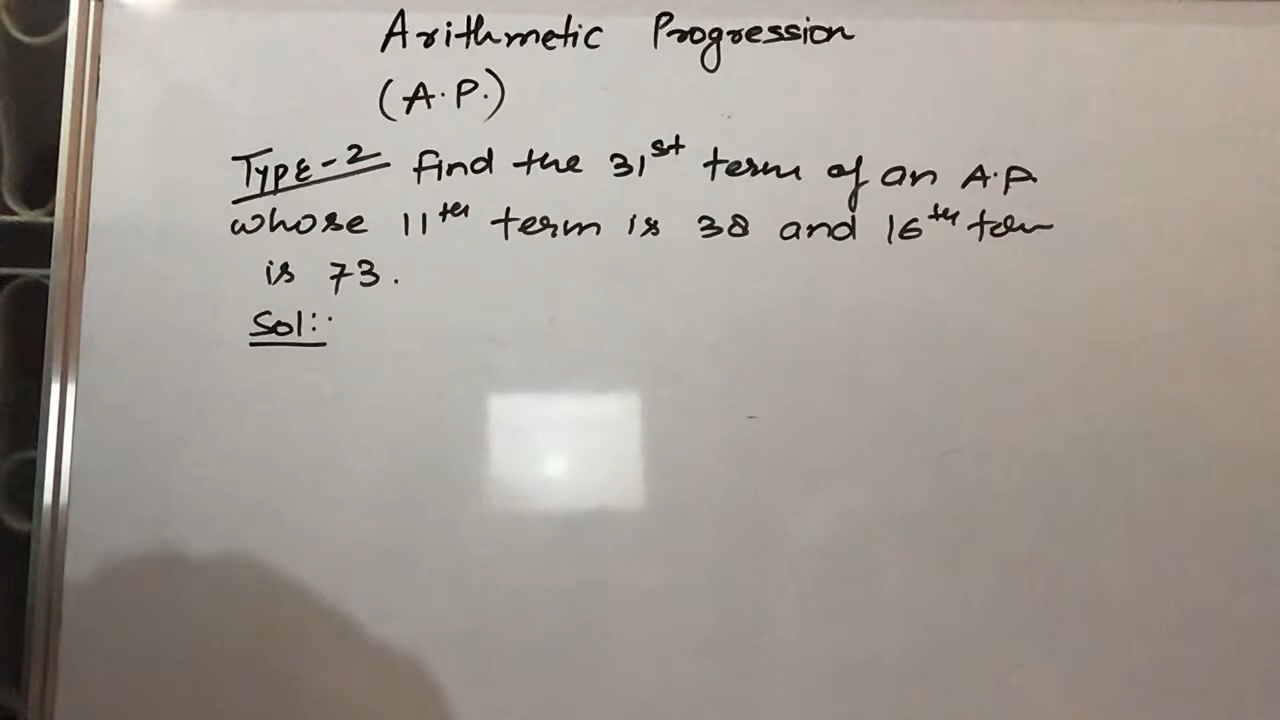 Arithmetic Progression
(A.P.)
Type-2 find the 31st term of an A.P.
whose 11th term is 38 and 16th term
is 73.
Sol:-